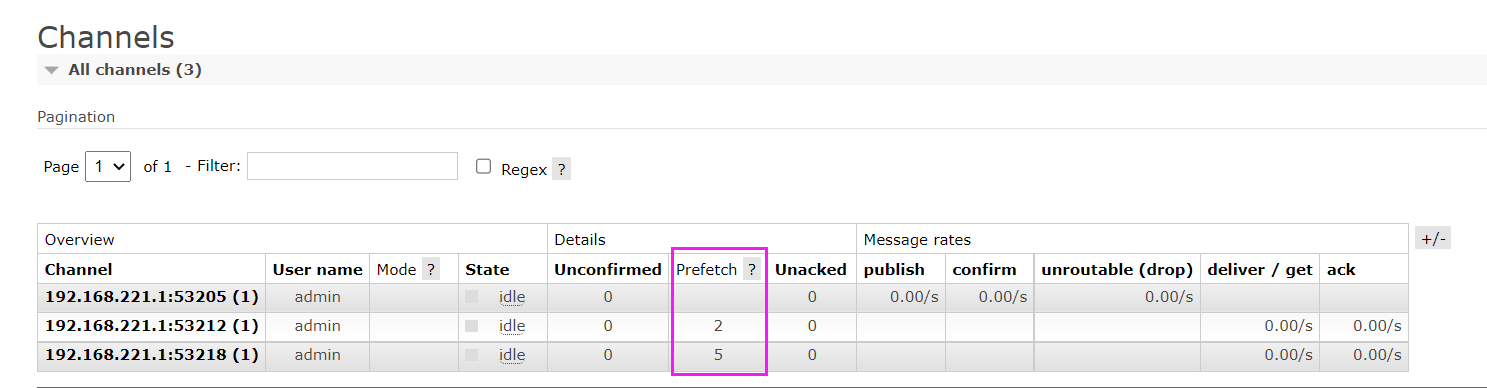 Channels
All channels (3)
Pagination
Page 1 of 1 - Filter: Regex ?
Overview Details Message rates +/-
Channel User name Mode ? State Unconfirmed Prefetch ? Unacked publish confirm unroutable (drop) deliver / get ack
192.168.221.1:53205 (1) admin idle 0 0 0.00/s 0.00/s 0.00/s
192.168.221.1:53212 (1) admin idle 0 2 0 0.00/s 0.00/s
192.168.221.1:53218 (1) admin idle 0 5 0 0.00/s 0.00/s